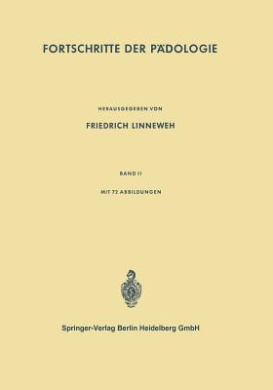 FORTSCHRITTE DER PÄDOLOGIE
HERAUSGEGEBEN VON
FRIEDRICH LINNEWEH
BAND II
MIT 72 ABBILDUNGEN
Springer-Verlag Berlin Heidelberg GmbH